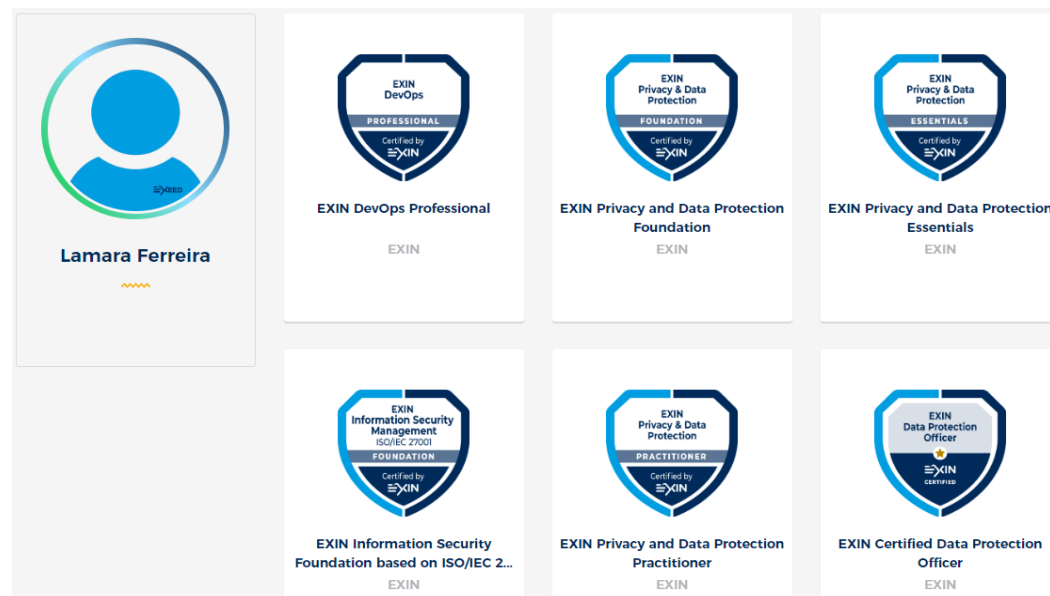 EXEED
Lamara Ferreira
EXIN
DevOps
PROFESSIONAL
Certified by
EXIN
EXIN DevOps Professional
EXIN
EXIN
Privacy & Data
Protection
FOUNDATION
Certified by
EXIN
EXIN Privacy and Data Protection
Foundation
EXIN
EXIN
Privacy & Data
Protection
ESSENTIALS
Certified by
EXIN
EXIN Privacy and Data Protection
Essentials
EXIN
EXIN
Information Security
Management
ISO/IEC 27001
FOUNDATION
Certified by
EXIN
EXIN Information Security
Foundation based on ISO/IEC 2...
EXIN
EXIN
Privacy & Data
Protection
PRACTITIONER
Certified by
EXIN
EXIN Privacy and Data Protection
Practitioner
EXIN
EXIN
Data Protection
Officer
EXIN
CERTIFIED
EXIN Certified Data Protection
Officer
EXIN